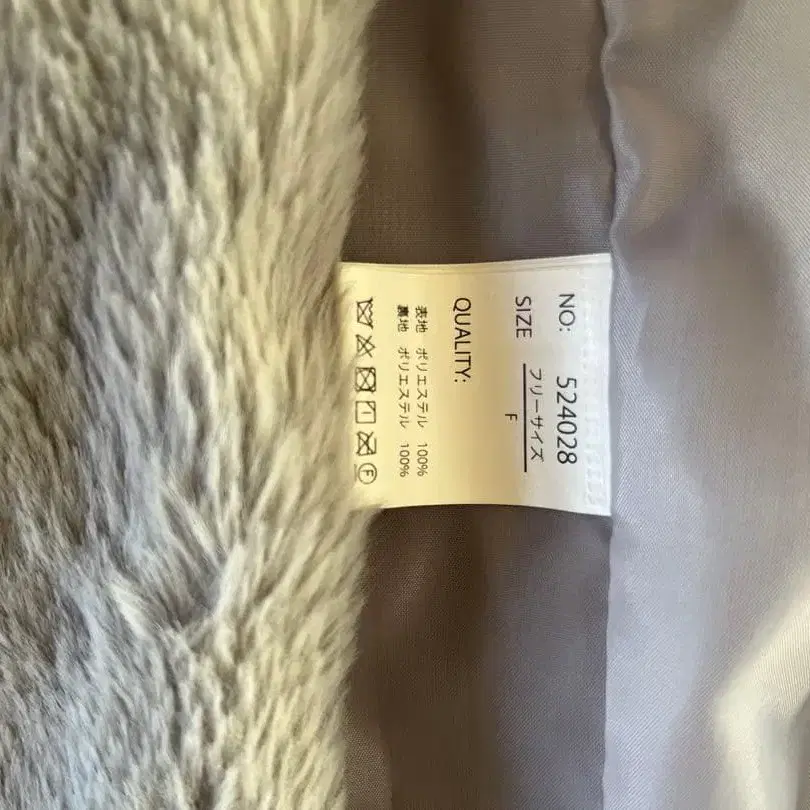 NO: 524028
SIZE フリーサイズ
F
QUALITY:
表地 ポリエステル 100%
裏地 ポリエステル 100%
F